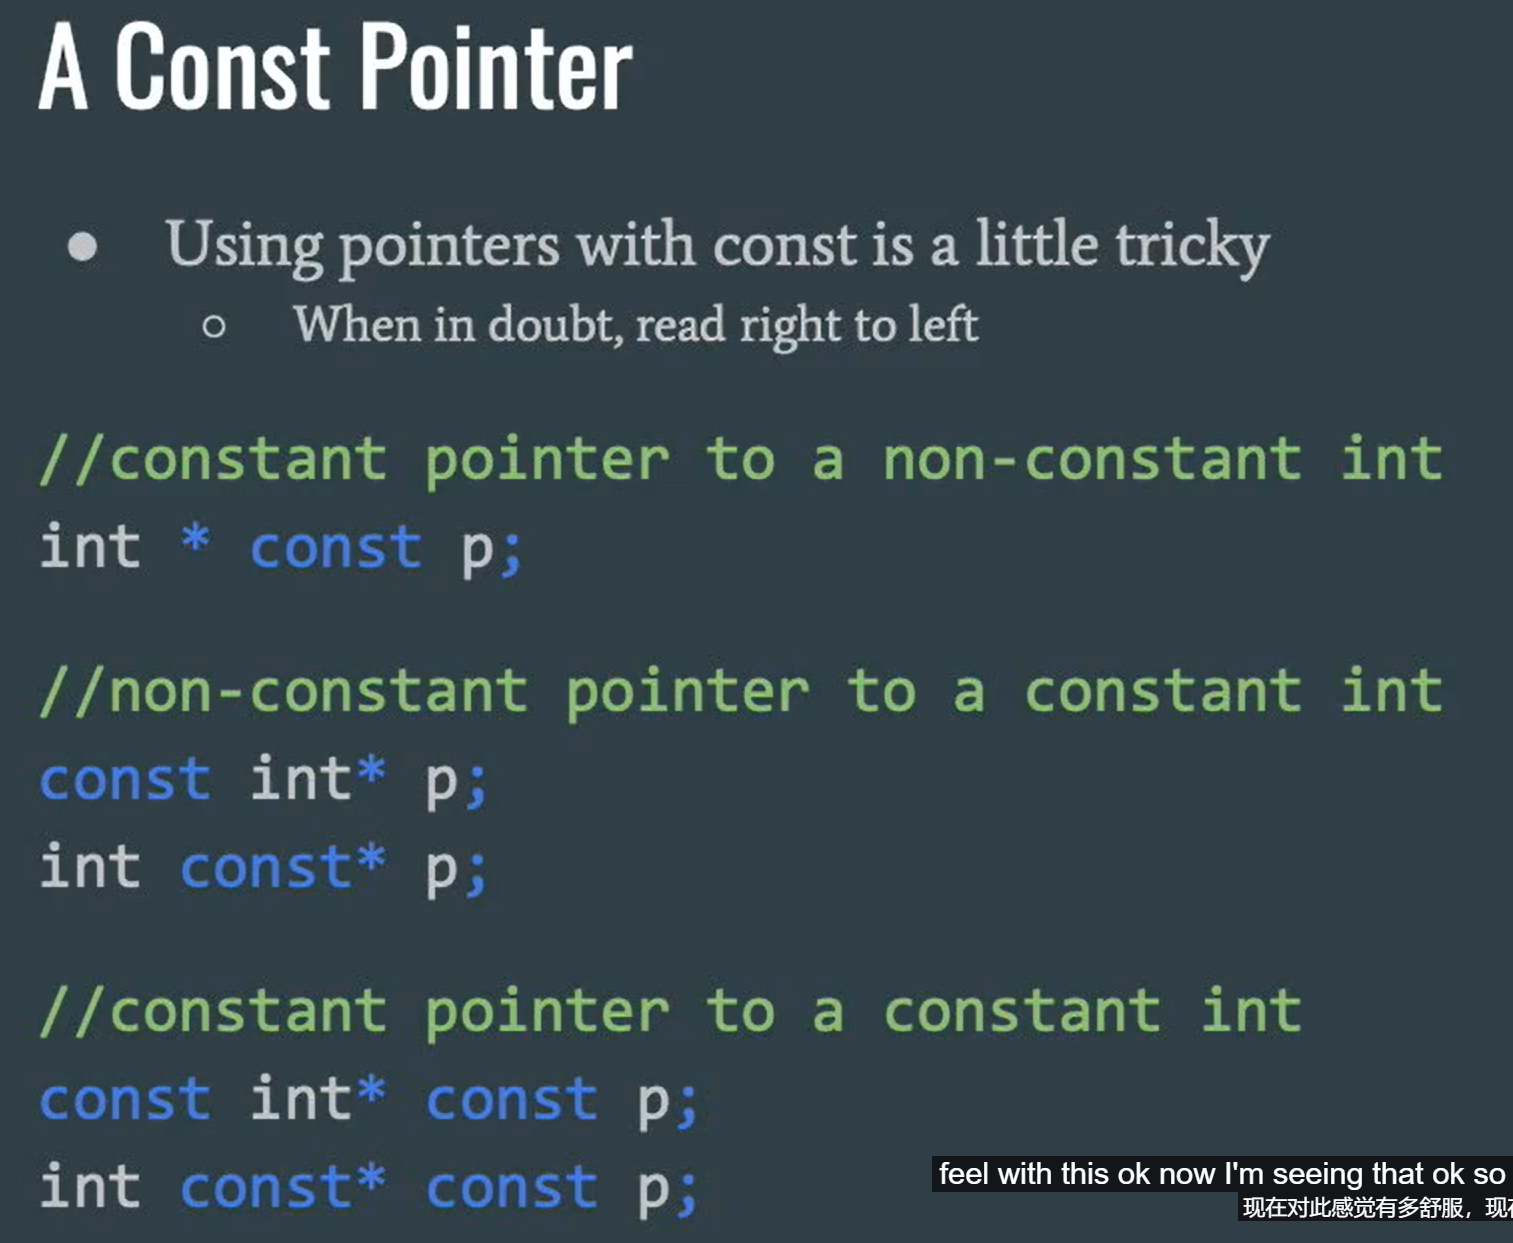 A Const Pointer
● Using pointers with const is a little tricky
○ When in doubt, read right to left
//constant pointer to a non-constant int
int * const p;
//non-constant pointer to a constant int
const int* p;
int const* p;
//constant pointer to a constant int
const int* const p;
int const* const p;
feel with this ok now I'm seeing that ok so
现在对此感觉有多舒服，现在